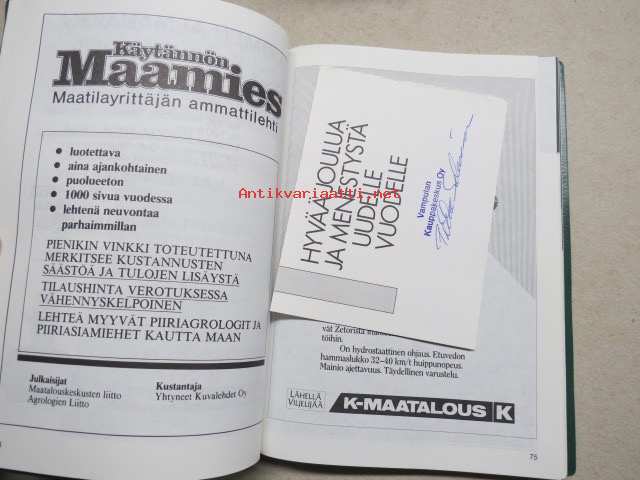 Käytännön
Maamies
Maatilayrittäjän ammattilehti
• luotettava
• aina ajankohtainen
• puolueeton
• 1000 sivua vuodessa
• lehtenä neuvontaa
parhaimmillan
PIENIKIN VINKKI TOTEUTETTUNA
MERKITSEE KUSTANNUSTEN
SÄÄSTÖÄ JA TULOJEN LISÄYSTÄ
TILAUSHINTA VEROTUKSESSA
VÄHENNYSKELPOINEN
LEHTEÄ MYYVÄT PIIRIAGROLOGIT JA
PIIRIASIAMIEHET KAUTTA MAAN
Julkaisijat
Maatalouskeskusten liitto
Agrologien Liitto
Kustantaja
Yhtyneet Kuvalehdet Oy
Antikvariaatti.net
HYVÄÄ JOULUA
JA MENESTYSTÄ
UUDELLE
VUODELLE
Vampulan
Kauppakeskus Oy
vät Zetorista
töihin.
On hydrostaattinen ohjaus. Etuvedon
hammaslukko 32–40 km/t huippunopeus.
Mainio ajettavuus. Täydellinen varustelu.
LÄHELLÄ
VILJELIJÄÄ
K-MAATALOUS K
75